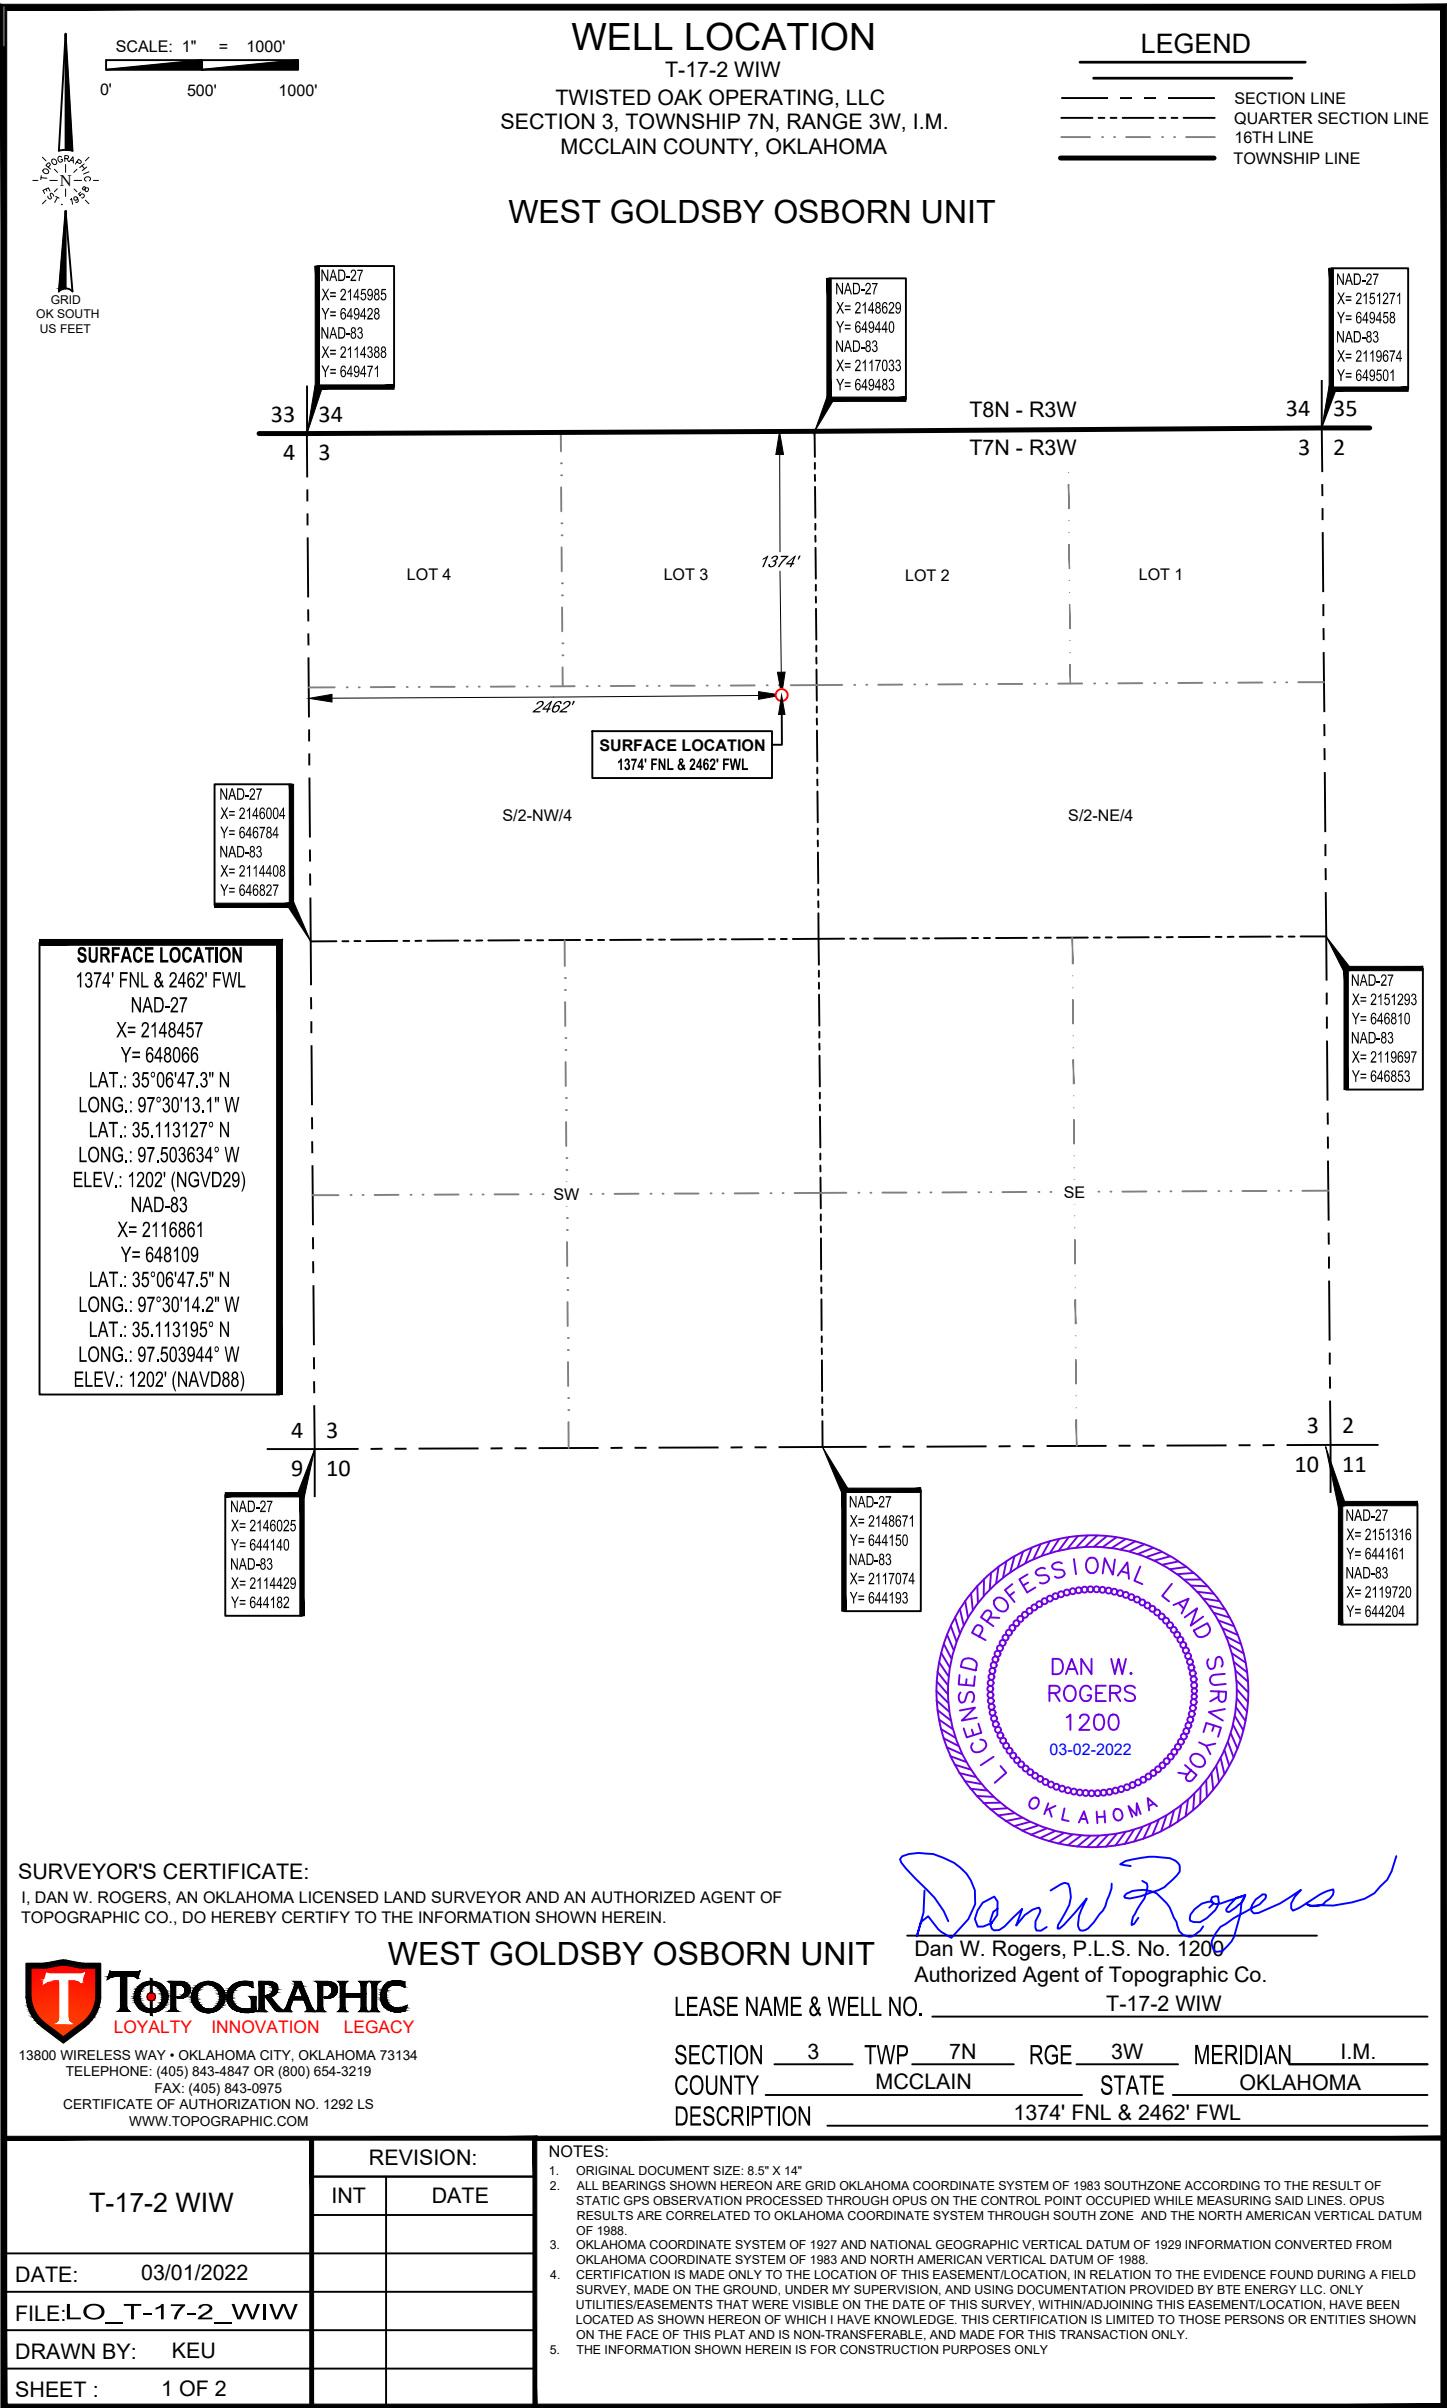 SCALE: 1" = 1000'
0' 500' 1000'
TOPOGRAPHIC
N
EST. 1958
GRID
OK SOUTH
US FEET
WELL LOCATION
T-17-2 WIW
TWISTED OAK OPERATING, LLC
SECTION 3, TOWNSHIP 7N, RANGE 3W, I.M.
MCCLAIN COUNTY, OKLAHOMA
LEGEND
SECTION LINE
QUARTER SECTION LINE
16TH LINE
TOWNSHIP LINE
WEST GOLDSBY OSBORN UNIT
NAD-27
X= 2145985
Y= 649428
NAD-83
X= 2114388
Y= 649471
NAD-27
X= 2148629
Y= 649440
NAD-83
X= 2117033
Y= 649483
NAD-27
X= 2151271
Y= 649458
NAD-83
X= 2119674
Y= 649501
33 34
T8N - R3W
34 35
4 3
T7N - R3W
3 2
1374'
LOT 4
LOT 3
LOT 2
LOT 1
2462'
SURFACE LOCATION
1374' FNL & 2462' FWL
NAD-27
X= 2146004
Y= 646784
NAD-83
X= 2114408
Y= 646827
S/2-NW/4
S/2-NE/4
SURFACE LOCATION
1374' FNL & 2462' FWL
NAD-27
X= 2148457
Y= 648066
LAT.: 35°06'47.3" N
LONG.: 97°30'13.1" W
LAT.: 35.113127° N
LONG.: 97.503634° W
ELEV.: 1202' (NGVD29)
NAD-83
X= 2116861
Y= 648109
LAT.: 35°06'47.5" N
LONG.: 97°30'14.2" W
LAT.: 35.113195° N
LONG.: 97.503944° W
ELEV.: 1202' (NAVD88)
NAD-27
X= 2151293
Y= 646810
NAD-83
X= 2119697
Y= 646853
SW
SE
4 3
3 2
9 10
10 11
NAD-27
X= 2146025
Y= 644140
NAD-83
X= 2114429
Y= 644182
NAD-27
X= 2148671
Y= 644150
NAD-83
X= 2117074
Y= 644193
NAD-27
X= 2151316
Y= 644161
NAD-83
X= 2119720
Y= 644204
LICENSED PROFESSIONAL LAND SURVEYOR
DAN W.
ROGERS
1200
03-02-2022
OKLAHOMA
SURVEYOR'S CERTIFICATE:
I, DAN W. ROGERS, AN OKLAHOMA LICENSED LAND SURVEYOR AND AN AUTHORIZED AGENT OF
TOPOGRAPHIC CO., DO HEREBY CERTIFY TO THE INFORMATION SHOWN HEREIN.
Dan W Rogers
Dan W. Rogers, P.L.S. No. 1200
Authorized Agent of Topographic Co.
WEST GOLDSBY OSBORN UNIT
T TOPOGRAPHIC
LOYALTY INNOVATION LEGACY
13800 WIRELESS WAY • OKLAHOMA CITY, OKLAHOMA 73134
TELEPHONE: (405) 843-4847 OR (800) 654-3219
FAX: (405) 843-0975
CERTIFICATE OF AUTHORIZATION NO. 1292 LS
WWW.TOPOGRAPHIC.COM
LEASE NAME & WELL NO. T-17-2 WIW
SECTION 3 TWP 7N RGE 3W MERIDIAN I.M.
COUNTY MCCLAIN STATE OKLAHOMA
DESCRIPTION 1374' FNL & 2462' FWL
T-17-2 WIW
DATE: 03/01/2022
FILE:LO_T-17-2_WIW
DRAWN BY: KEU
SHEET : 1 OF 2
REVISION:
INT DATE
NOTES:
1. ORIGINAL DOCUMENT SIZE: 8.5" X 14"
2. ALL BEARINGS SHOWN HEREON ARE GRID OKLAHOMA COORDINATE SYSTEM OF 1983 SOUTHZONE ACCORDING TO THE RESULT OF
STATIC GPS OBSERVATION PROCESSED THROUGH OPUS ON THE CONTROL POINT OCCUPIED WHILE MEASURING SAID LINES. OPUS
RESULTS ARE CORRELATED TO OKLAHOMA COORDINATE SYSTEM THROUGH SOUTH ZONE AND THE NORTH AMERICAN VERTICAL DATUM
OF 1988.
3. OKLAHOMA COORDINATE SYSTEM OF 1927 AND NATIONAL GEOGRAPHIC VERTICAL DATUM OF 1929 INFORMATION CONVERTED FROM
OKLAHOMA COORDINATE SYSTEM OF 1983 AND NORTH AMERICAN VERTICAL DATUM OF 1988.
4. CERTIFICATION IS MADE ONLY TO THE LOCATION OF THIS EASEMENT/LOCATION, IN RELATION TO THE EVIDENCE FOUND DURING A FIELD
SURVEY, MADE ON THE GROUND, UNDER MY SUPERVISION, AND USING DOCUMENTATION PROVIDED BY BTE ENERGY LLC. ONLY
UTILITIES/EASEMENTS THAT WERE VISIBLE ON THE DATE OF THIS SURVEY, WITHIN/ADJOINING THIS EASEMENT/LOCATION, HAVE BEEN
LOCATED AS SHOWN HEREON OF WHICH I HAVE KNOWLEDGE. THIS CERTIFICATION IS LIMITED TO THOSE PERSONS OR ENTITIES SHOWN
ON THE FACE OF THIS PLAT AND IS NON-TRANSFERABLE, AND MADE FOR THIS TRANSACTION ONLY.
5. THE INFORMATION SHOWN HEREIN IS FOR CONSTRUCTION PURPOSES ONLY